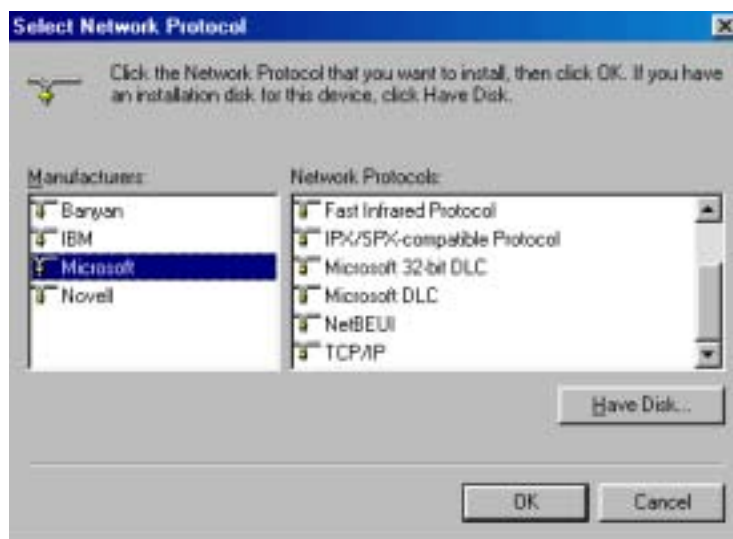 Select Network Protocol
Click the Network Protocol that you want to install, then click OK. If you have
an installation disk for this device, click Have Disk.
Manufacturers:
Banyan
IBM
Microsoft
Novell
Network Protocols:
Fast Infrared Protocol
IPX/SPX-compatible Protocol
Microsoft 32-bit DLC
Microsoft DLC
NetBEUI
TCP/IP
Have Disk...
OK
Cancel